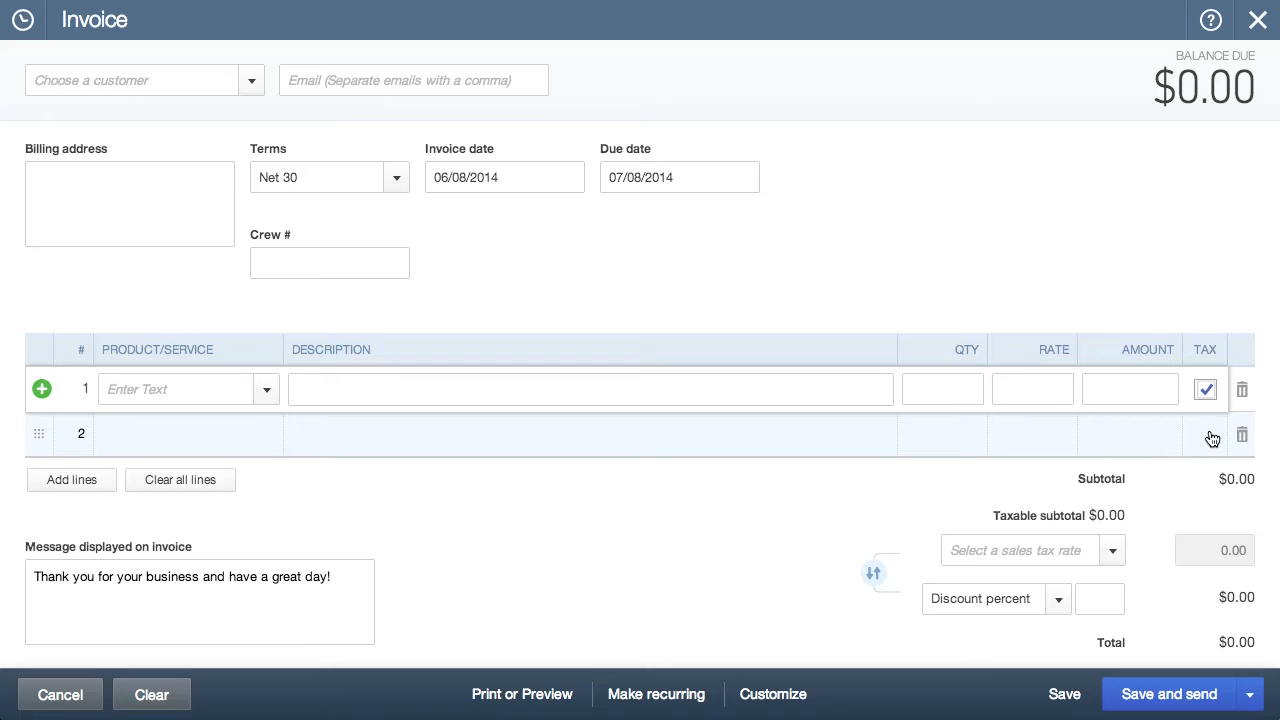 Invoice
?
Choose a customer
Email (Separate emails with a comma)
BALANCE DUE
$0.00
Billing address
Terms
Invoice date
Due date
Net 30
06/08/2014
07/08/2014
Crew #
# PRODUCT/SERVICE DESCRIPTION QTY RATE AMOUNT TAX
1 Enter Text
2
Add lines
Clear all lines
Subtotal $0.00
Taxable subtotal $0.00
Message displayed on invoice
Select a sales tax rate 0.00
Thank you for your business and have a great day!
Discount percent $0.00
Total $0.00
Cancel
Clear
Print or Preview
Make recurring
Customize
Save
Save and send